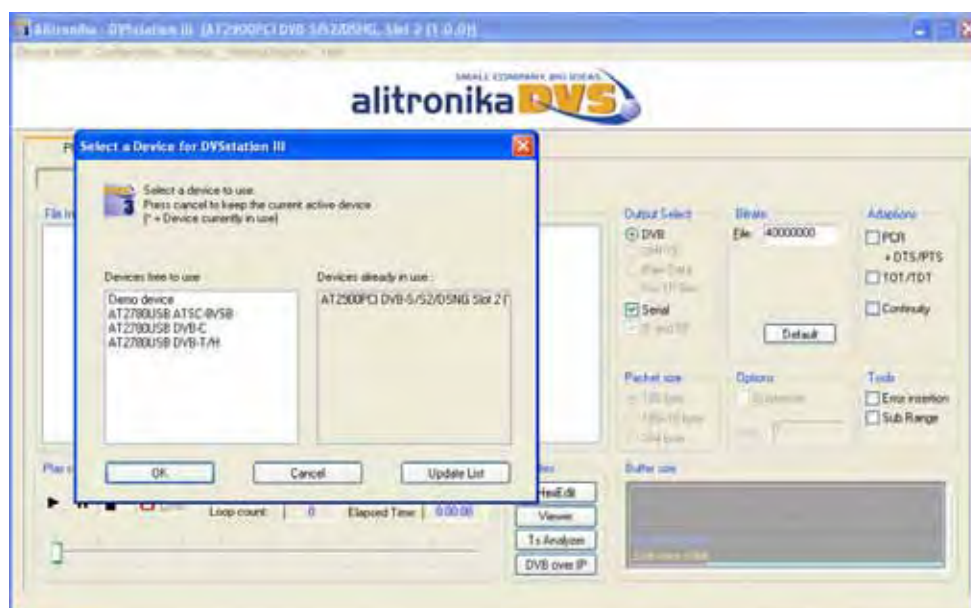 Alitronika - DVStation III [AT2900PCI DVB-S/S2/DSNG, Slot 2 (1.0.0)]
SMALL COMPANY BIG IDEAS
alitronika DVS
Select a Device for DVSstation III
Select a device to use.
Press cancel to keep the current active device
(* = Device currently in use)
3
Devices free to use
Devices already in use :
Demo device
AT2780USB ATSC-8VSB
AT2780USB DVB-C
AT2780USB DVB-T/H
AT2900PCI DVB-S/S2/DSNG Slot 2 (
OK
Cancel
Update List
File In
Output Select
DVB
Serial
Bitrate
File: 40000000
Default
Adaptions
PCR
+ DTS/PTS
TOT/TDT
Continuity
Packet size
Options
Tools
Error insertion
Sub Range
Loop count:
0
Elapsed Time:
0:00:06
HexEdit
Viewer
Ts Analyzer
DVB over IP
Buffer size